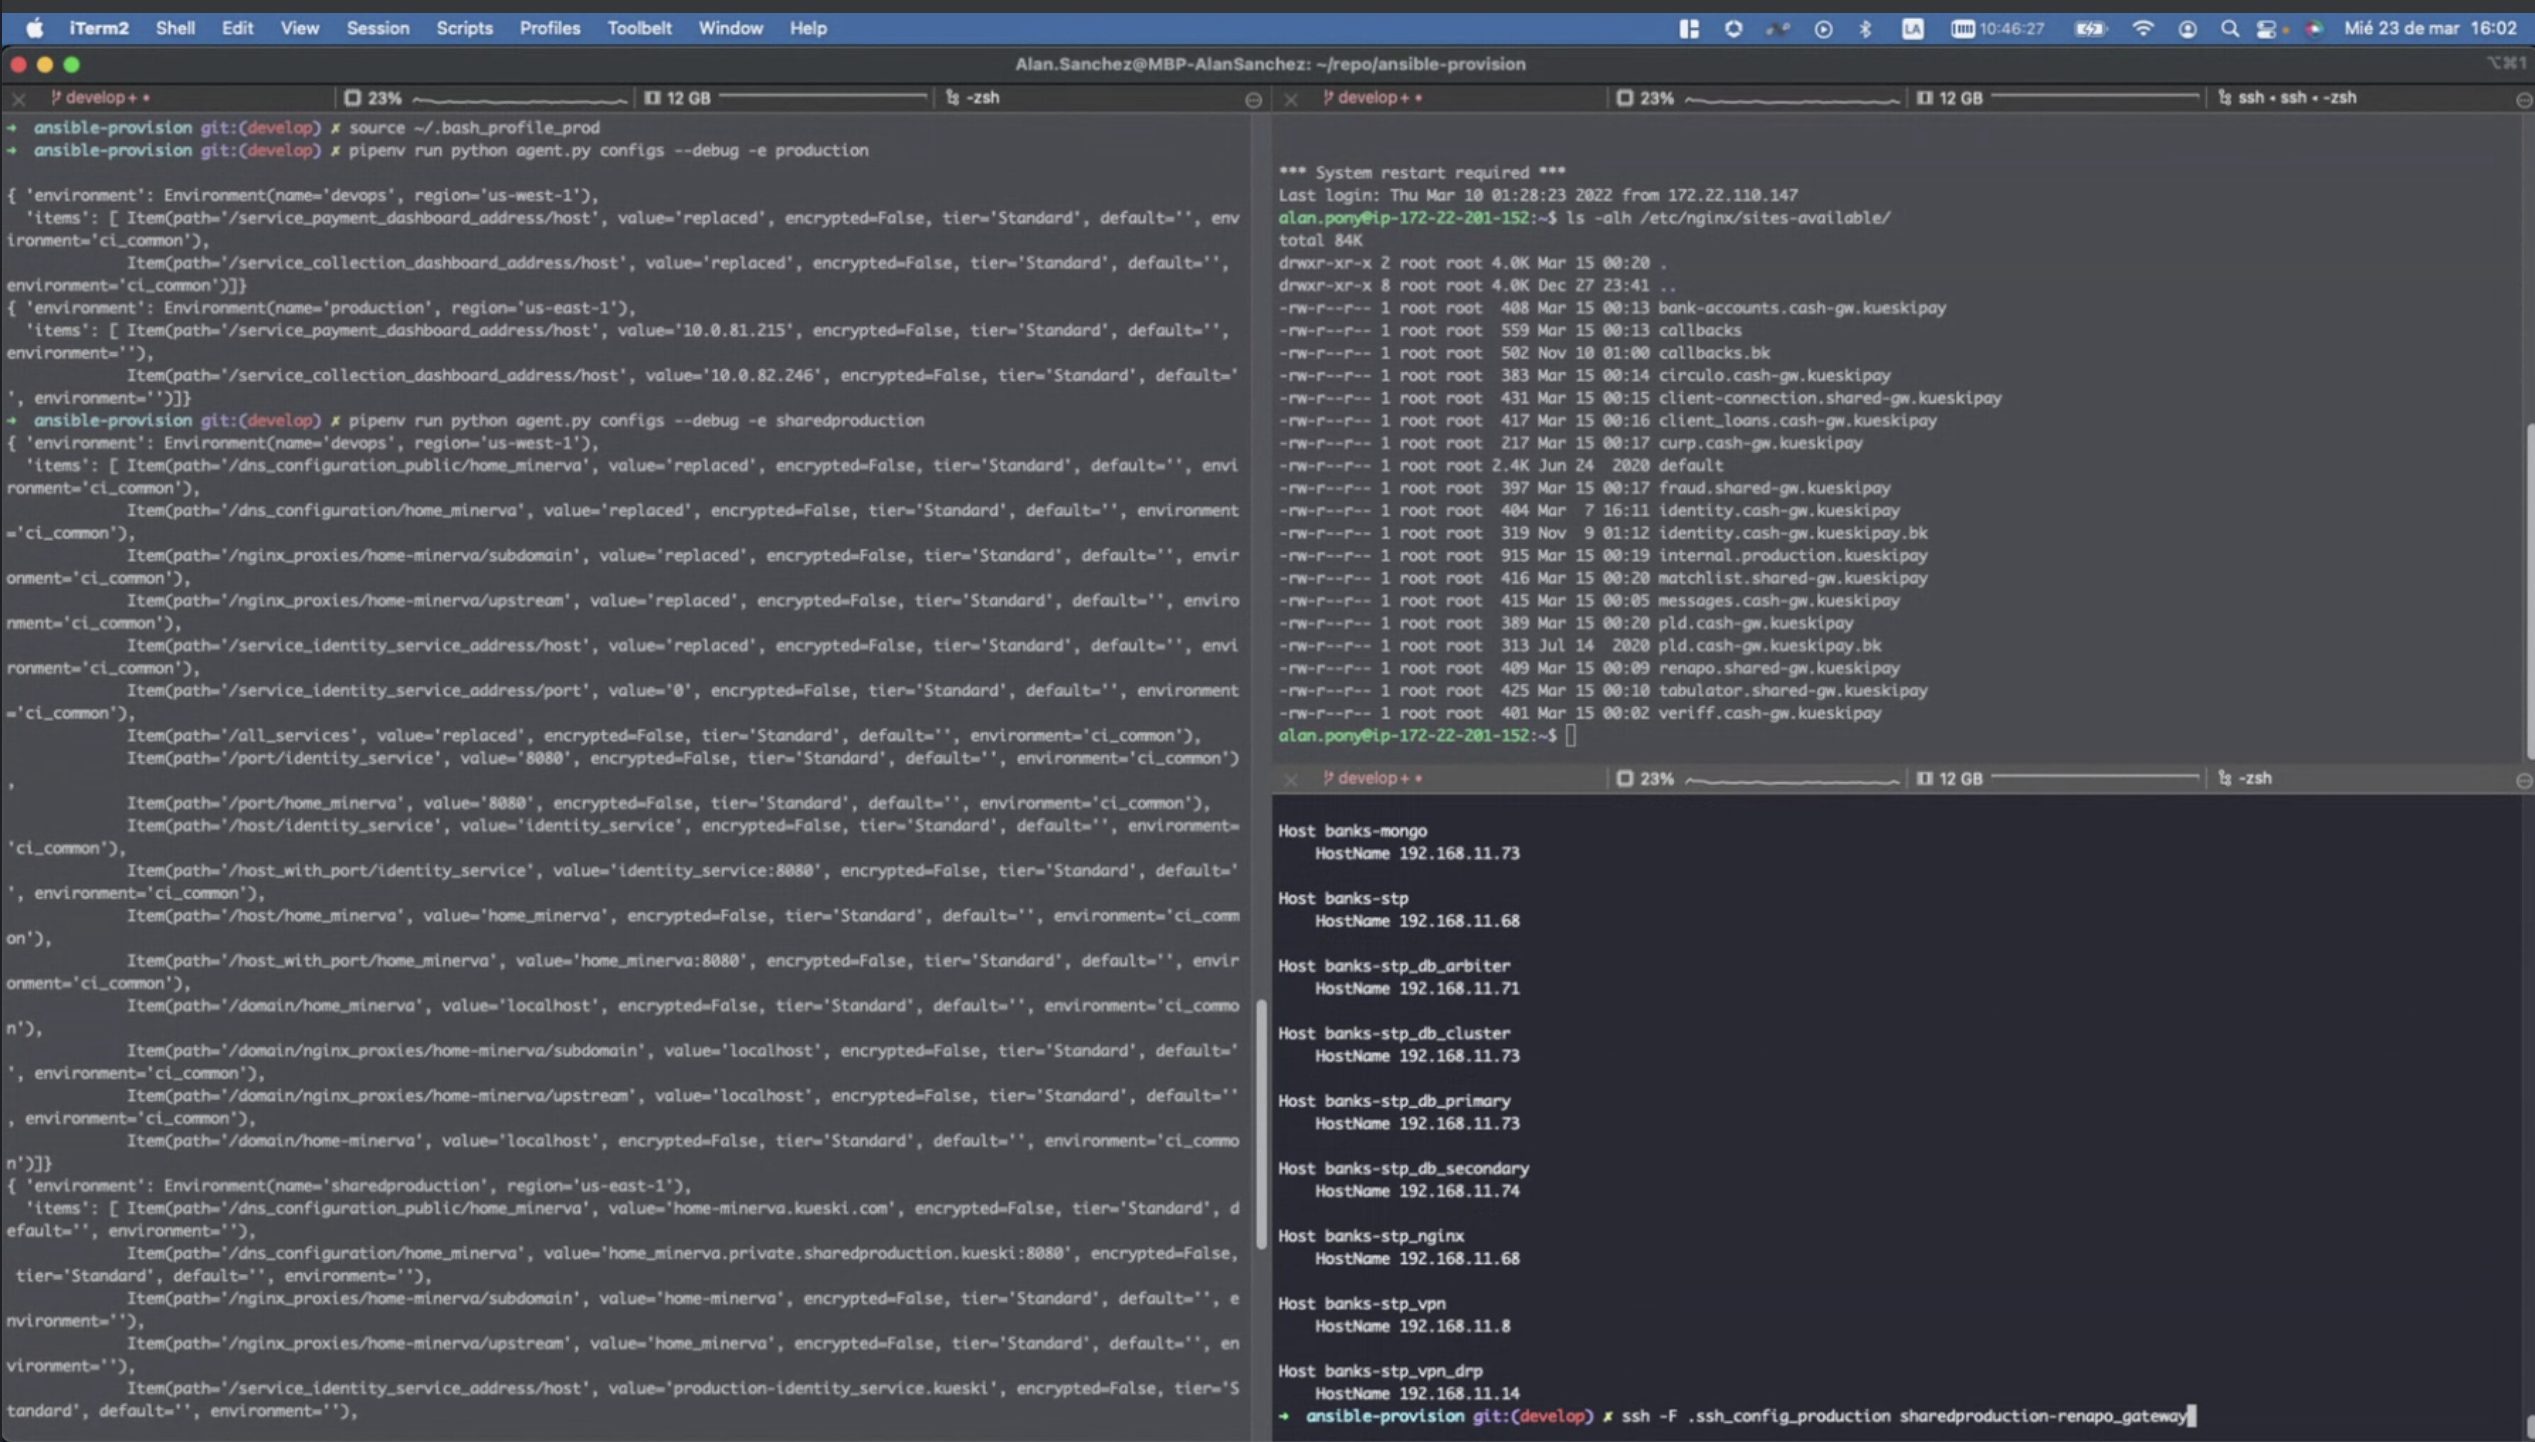 iTerm2 Shell Edit View Session Scripts Profiles Toolbelt Window Help LA 10:46:27 Mié 23 de mar 16:02
Alan.Sanchez@MBP-AlanSanchez: ~/repo/ansible-provision ⌥⌘1
develop+ • 23% 12 GB -zsh
→ ansible-provision git:(develop) ✗ source ~/.bash_profile_prod
→ ansible-provision git:(develop) ✗ pipenv run python agent.py configs --debug -e production
{ 'environment': Environment(name='devops', region='us-west-1'),
'items': [ Item(path='/service_payment_dashboard_address/host', value='replaced', encrypted=False, tier='Standard', default='', env
ironment='ci_common'),
Item(path='/service_collection_dashboard_address/host', value='replaced', encrypted=False, tier='Standard', default='',
environment='ci_common')]}
{ 'environment': Environment(name='production', region='us-east-1'),
'items': [ Item(path='/service_payment_dashboard_address/host', value='10.0.81.215', encrypted=False, tier='Standard', default='',
environment=''),
Item(path='/service_collection_dashboard_address/host', value='10.0.82.246', encrypted=False, tier='Standard', default='
', environment='')]}
→ ansible-provision git:(develop) ✗ pipenv run python agent.py configs --debug -e sharedproduction
{ 'environment': Environment(name='devops', region='us-west-1'),
'items': [ Item(path='/dns_configuration_public/home_minerva', value='replaced', encrypted=False, tier='Standard', default='', envi
ronment='ci_common'),
Item(path='/dns_configuration/home_minerva', value='replaced', encrypted=False, tier='Standard', default='', environment
='ci_common'),
Item(path='/nginx_proxies/home-minerva/subdomain', value='replaced', encrypted=False, tier='Standard', default='', envir
onment='ci_common'),
Item(path='/nginx_proxies/home-minerva/upstream', value='replaced', encrypted=False, tier='Standard', default='', enviro
nment='ci_common'),
Item(path='/service_identity_service_address/host', value='replaced', encrypted=False, tier='Standard', default='', envi
ronment='ci_common'),
Item(path='/service_identity_service_address/port', value='0', encrypted=False, tier='Standard', default='', environment
='ci_common'),
Item(path='/all_services', value='replaced', encrypted=False, tier='Standard', default='', environment='ci_common'),
Item(path='/port/identity_service', value='8080', encrypted=False, tier='Standard', default='', environment='ci_common')
,
Item(path='/port/home_minerva', value='8080', encrypted=False, tier='Standard', default='', environment='ci_common'),
Item(path='/host/identity_service', value='identity_service', encrypted=False, tier='Standard', default='', environment=
'ci_common'),
Item(path='/host_with_port/identity_service', value='identity_service:8080', encrypted=False, tier='Standard', default='
', environment='ci_common'),
Item(path='/host/home_minerva', value='home_minerva', encrypted=False, tier='Standard', default='', environment='ci_comm
on'),
Item(path='/host_with_port/home_minerva', value='home_minerva:8080', encrypted=False, tier='Standard', default='', envir
onment='ci_common'),
Item(path='/domain/home_minerva', value='localhost', encrypted=False, tier='Standard', default='', environment='ci_commo
n'),
Item(path='/domain/nginx_proxies/home-minerva/subdomain', value='localhost', encrypted=False, tier='Standard', default='
', environment='ci_common'),
Item(path='/domain/nginx_proxies/home-minerva/upstream', value='localhost', encrypted=False, tier='Standard', default=''
, environment='ci_common'),
Item(path='/domain/home-minerva', value='localhost', encrypted=False, tier='Standard', default='', environment='ci_commo
n')]}
{ 'environment': Environment(name='sharedproduction', region='us-east-1'),
'items': [ Item(path='/dns_configuration_public/home_minerva', value='home-minerva.kueski.com', encrypted=False, tier='Standard', d
efault='', environment=''),
Item(path='/dns_configuration/home_minerva', value='home_minerva.private.sharedproduction.kueski:8080', encrypted=False,
tier='Standard', default='', environment=''),
Item(path='/nginx_proxies/home-minerva/subdomain', value='home-minerva', encrypted=False, tier='Standard', default='', e
nvironment=''),
Item(path='/nginx_proxies/home-minerva/upstream', value='home_minerva', encrypted=False, tier='Standard', default='', en
vironment=''),
Item(path='/service_identity_service_address/host', value='production-identity_service.kueski', encrypted=False, tier='S
tandard', default='', environment=''),
develop+ • 23% 12 GB ssh ◂ ssh ◂ -zsh
*** System restart required ***
Last login: Thu Mar 10 01:28:23 2022 from 172.22.110.147
alan.pony@ip-172-22-201-152:~$ ls -alh /etc/nginx/sites-available/
total 84K
drwxr-xr-x 2 root root 4.0K Mar 15 00:20 .
drwxr-xr-x 8 root root 4.0K Dec 27 23:41 ..
-rw-r--r-- 1 root root 408 Mar 15 00:13 bank-accounts.cash-gw.kueskipay
-rw-r--r-- 1 root root 559 Mar 15 00:13 callbacks
-rw-r--r-- 1 root root 502 Nov 10 01:00 callbacks.bk
-rw-r--r-- 1 root root 383 Mar 15 00:14 circulo.cash-gw.kueskipay
-rw-r--r-- 1 root root 431 Mar 15 00:15 client-connection.shared-gw.kueskipay
-rw-r--r-- 1 root root 417 Mar 15 00:16 client_loans.cash-gw.kueskipay
-rw-r--r-- 1 root root 217 Mar 15 00:17 curp.cash-gw.kueskipay
-rw-r--r-- 1 root root 2.4K Jun 24 2020 default
-rw-r--r-- 1 root root 397 Mar 15 00:17 fraud.shared-gw.kueskipay
-rw-r--r-- 1 root root 404 Mar 7 16:11 identity.cash-gw.kueskipay
-rw-r--r-- 1 root root 319 Nov 9 01:12 identity.cash-gw.kueskipay.bk
-rw-r--r-- 1 root root 915 Mar 15 00:19 internal.production.kueskipay
-rw-r--r-- 1 root root 416 Mar 15 00:20 matchlist.shared-gw.kueskipay
-rw-r--r-- 1 root root 415 Mar 15 00:05 messages.cash-gw.kueskipay
-rw-r--r-- 1 root root 389 Mar 15 00:20 pld.cash-gw.kueskipay
-rw-r--r-- 1 root root 313 Jul 14 2020 pld.cash-gw.kueskipay.bk
-rw-r--r-- 1 root root 409 Mar 15 00:09 renapo.shared-gw.kueskipay
-rw-r--r-- 1 root root 425 Mar 15 00:10 tabulator.shared-gw.kueskipay
-rw-r--r-- 1 root root 401 Mar 15 00:02 veriff.cash-gw.kueskipay
alan.pony@ip-172-22-201-152:~$
develop+ • 23% 12 GB -zsh
Host banks-mongo
HostName 192.168.11.73
Host banks-stp
HostName 192.168.11.68
Host banks-stp_db_arbiter
HostName 192.168.11.71
Host banks-stp_db_cluster
HostName 192.168.11.73
Host banks-stp_db_primary
HostName 192.168.11.73
Host banks-stp_db_secondary
HostName 192.168.11.74
Host banks-stp_nginx
HostName 192.168.11.68
Host banks-stp_vpn
HostName 192.168.11.8
Host banks-stp_vpn_drp
HostName 192.168.11.14
→ ansible-provision git:(develop) ✗ ssh -F .ssh_config_production sharedproduction-renapo_gateway